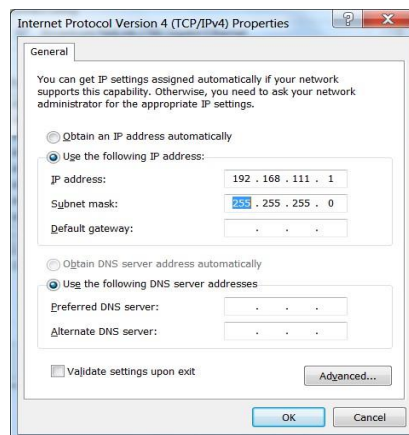 Internet Protocol Version 4 (TCP/IPv4) Properties
General
You can get IP settings assigned automatically if your network
supports this capability. Otherwise, you need to ask your network
administrator for the appropriate IP settings.
Obtain an IP address automatically
Use the following IP address:
IP address: 192 . 168 . 111 . 1
Subnet mask: 255 . 255 . 255 . 0
Default gateway: . . .
Obtain DNS server address automatically
Use the following DNS server addresses
Preferred DNS server: . . .
Alternate DNS server: . . .
Validate settings upon exit
Advanced...
OK Cancel